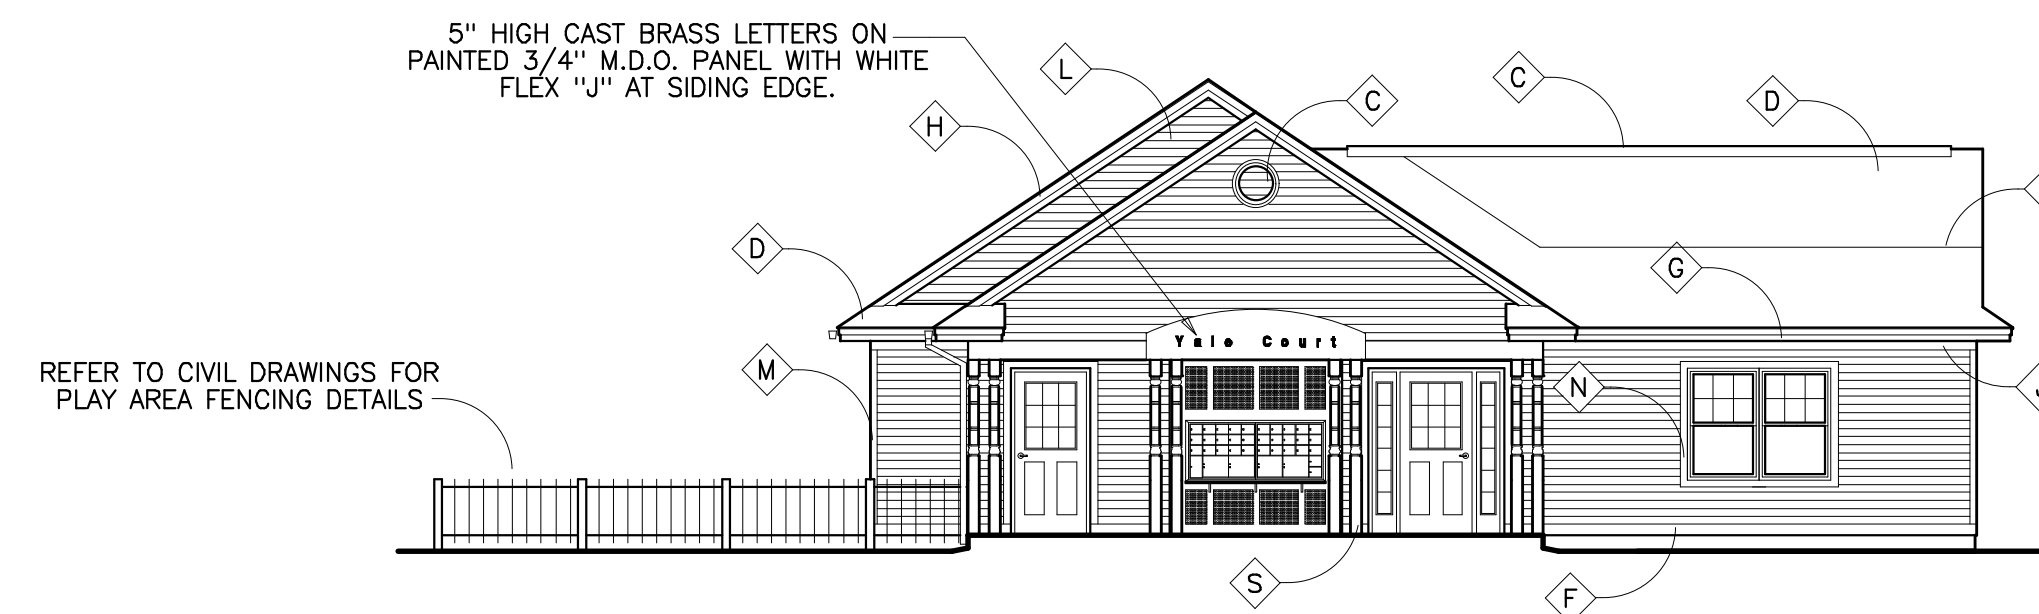 5" HIGH CAST BRASS LETTERS ON
PAINTED 3/4" M.D.O. PANEL WITH WHITE
FLEX "J" AT SIDING EDGE.
L
C
C
D
H
D
G
REFER TO CIVIL DRAWINGS FOR
PLAY AREA FENCING DETAILS
M
Yale Court
N
J
S
F